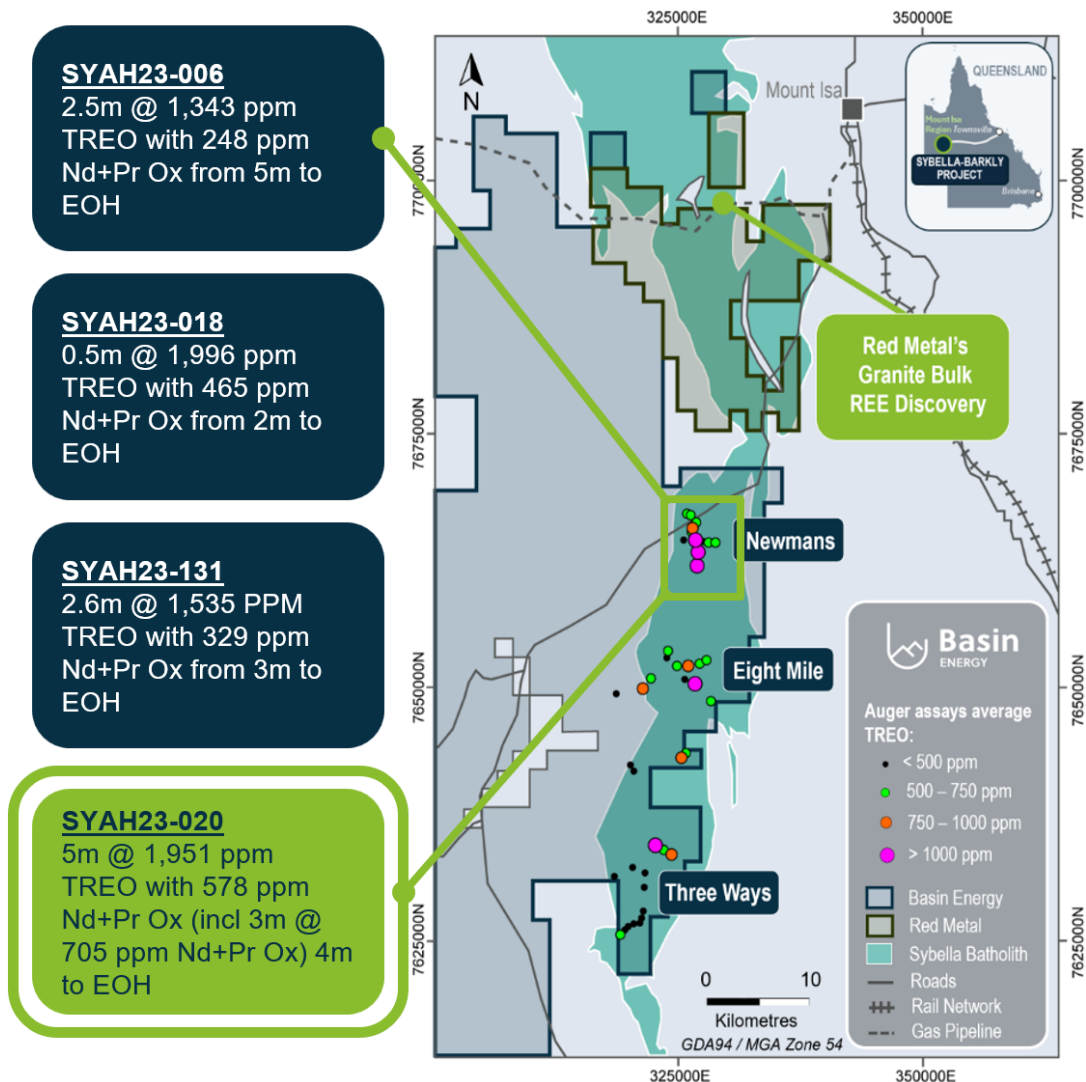 SYAH23-006
2.5m @ 1,343 ppm
TREO with 248 ppm
Nd+Pr Ox from 5m to
EOH
SYAH23-018
0.5m @ 1,996 ppm
TREO with 465 ppm
Nd+Pr Ox from 2m to
EOH
SYAH23-131
2.6m @ 1,535 PPM
TREO with 329 ppm
Nd+Pr Ox from 3m to
EOH
SYAH23-020
5m @ 1,951 ppm
TREO with 578 ppm
Nd+Pr Ox (incl 3m @
705 ppm Nd+Pr Ox) 4m
to EOH
325000E
350000E
N
Mount Isa
QUEENSLAND
Mount Isa
Region
Townsville
SYBELLA-BARKLY
PROJECT
Brisbane
7700000N
7700000N
Red Metal's
Granite Bulk
REE Discovery
7675000N
7675000N
Newmans
Eight Mile
7650000N
7650000N
Three Ways
7625000N
7625000N
Basin
ENERGY
Auger assays average
TREO:
< 500 ppm
500 – 750 ppm
750 – 1000 ppm
> 1000 ppm
Basin Energy
Red Metal
Sybella Batholith
Roads
Rail Network
Gas Pipeline
0 10
Kilometres
GDA94 / MGA Zone 54
325000E
350000E